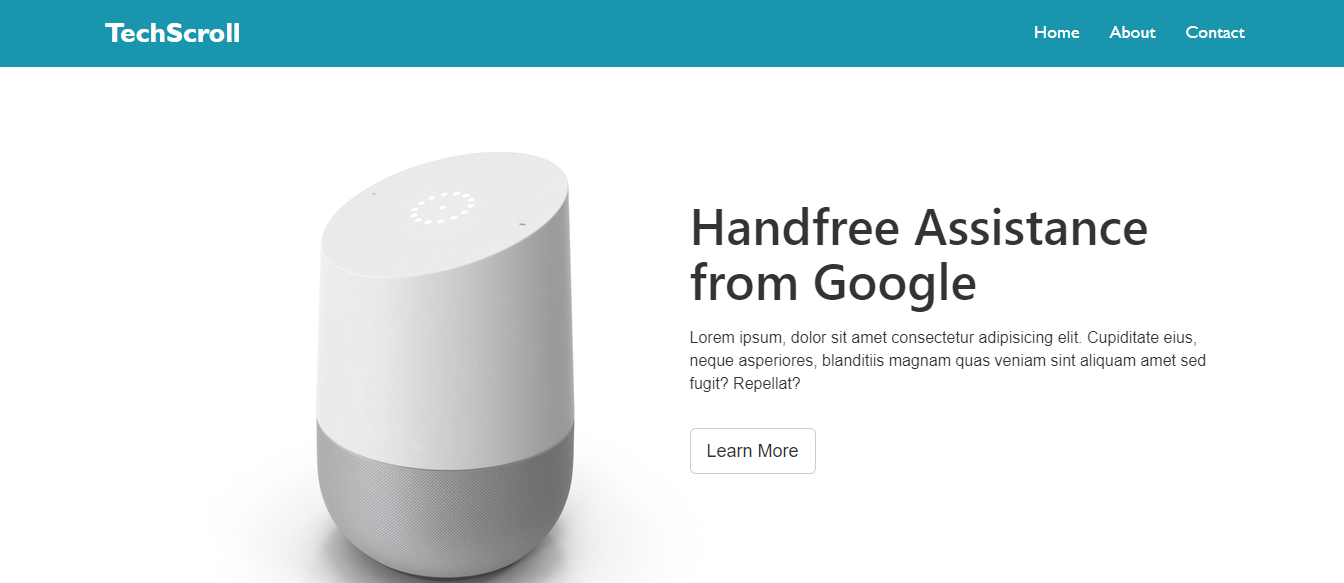 TechScroll
Home About Contact
Handfree Assistance
from Google
Lorem ipsum, dolor sit amet consectetur adipisicing elit. Cupiditate eius,
neque asperiores, blanditiis magnam quas veniam sint aliquam amet sed
fugit? Repellat?
Learn More